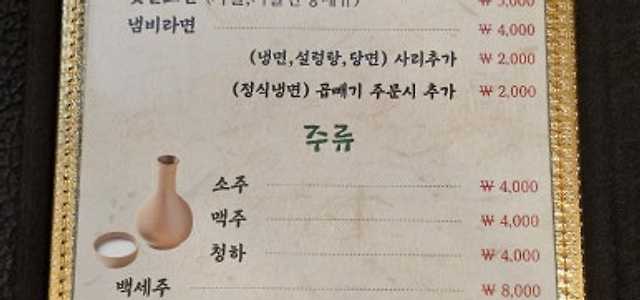 ₩ 5,000
냄비라면 ₩ 4,000
(냉면,설렁탕,당면) 사리추가 ₩ 2,000
(정식냉면) 곱빼기 주문시 추가 ₩ 2,000
주류
소주 ₩ 4,000
맥주 ₩ 4,000
청하 ₩ 4,000
백세주 ₩ 8,000